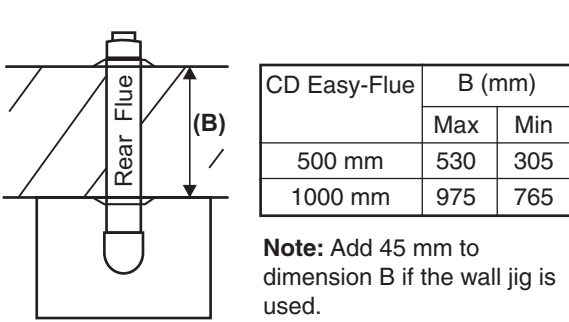 Rear Flue
(B)
CD Easy-Flue B (mm)
Max Min
500 mm 530 305
1000 mm 975 765
Note: Add 45 mm to
dimension B if the wall jig is
used.